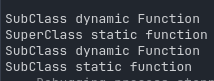 SubClass dynamic Function
SuperClass static function
SubClass dynamic Function
SubClass static function